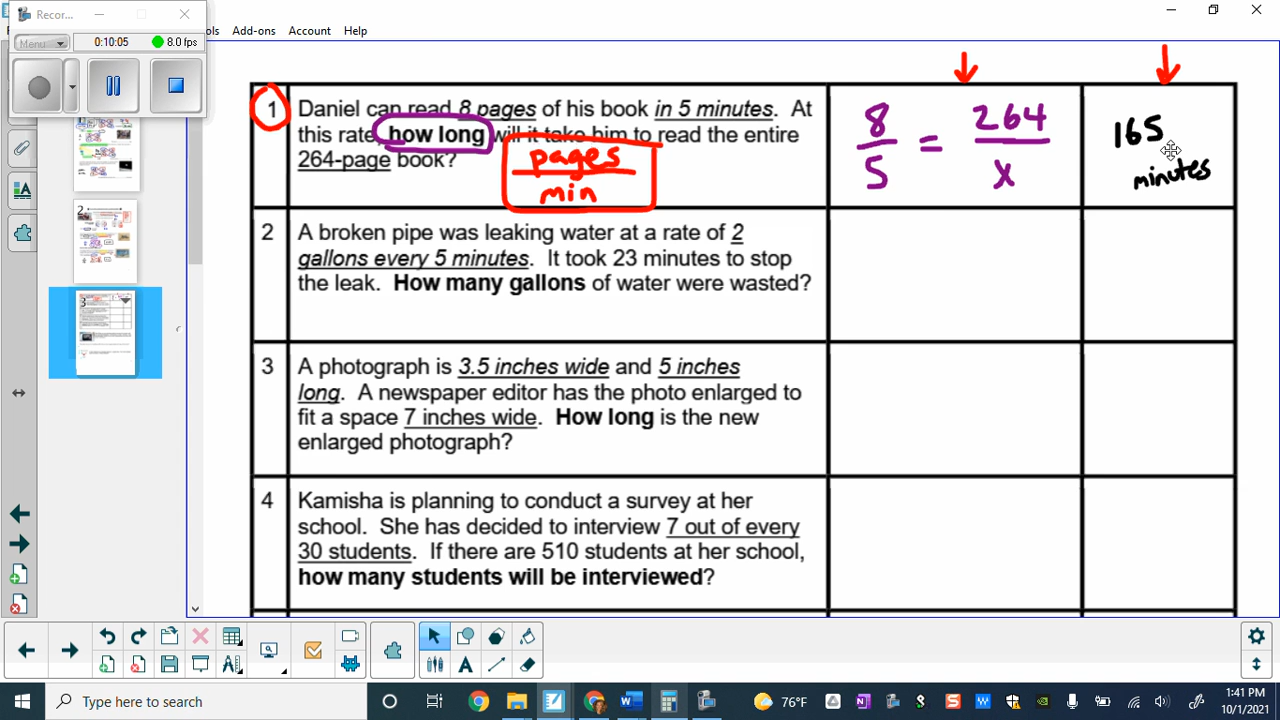 Recor...
Menu
0:10:05
8.0 fps
ols Add-ons Account Help
1 Daniel can read 8 pages of his book in 5 minutes. At
this rate, how long will it take him to read the entire
264-page book?
pages
min
8 = 264
5 x
165
minutes
2 A broken pipe was leaking water at a rate of 2
gallons every 5 minutes. It took 23 minutes to stop
the leak. How many gallons of water were wasted?
3 A photograph is 3.5 inches wide and 5 inches
long. A newspaper editor has the photo enlarged to
fit a space 7 inches wide. How long is the new
enlarged photograph?
4 Kamisha is planning to conduct a survey at her
school. She has decided to interview 7 out of every
30 students. If there are 510 students at her school,
how many students will be interviewed?
Type here to search
76°F
1:41 PM
10/1/2021